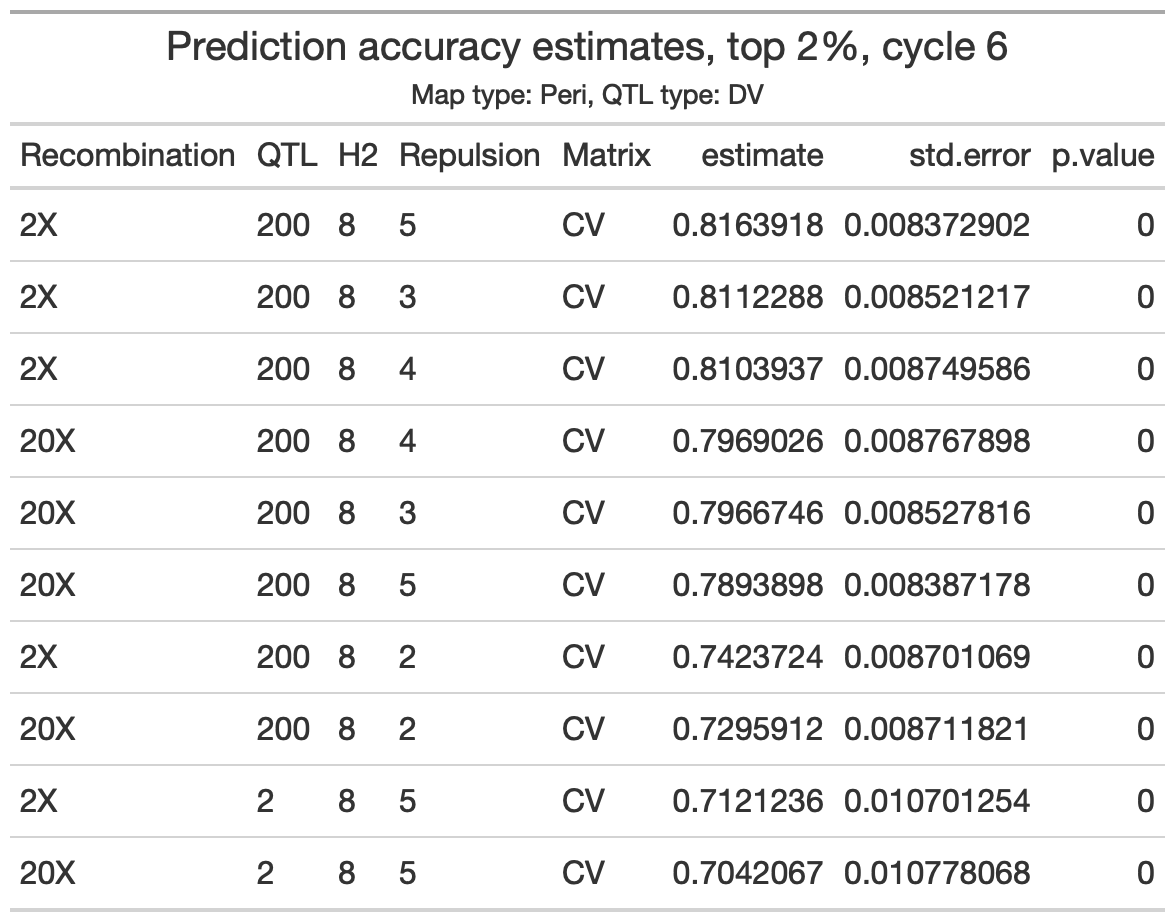 Prediction accuracy estimates, top 2%, cycle 6
Map type: Peri, QTL type: DV
Recombination QTL H2 Repulsion Matrix estimate std.error p.value
2X 200 8 5 CV 0.8163918 0.008372902 0
2X 200 8 3 CV 0.8112288 0.008521217 0
2X 200 8 4 CV 0.8103937 0.008749586 0
20X 200 8 4 CV 0.7969026 0.008767898 0
20X 200 8 3 CV 0.7966746 0.008527816 0
20X 200 8 5 CV 0.7893898 0.008387178 0
2X 200 8 2 CV 0.7423724 0.008701069 0
20X 200 8 2 CV 0.7295912 0.008711821 0
2X 2 8 5 CV 0.7121236 0.010701254 0
20X 2 8 5 CV 0.7042067 0.010778068 0